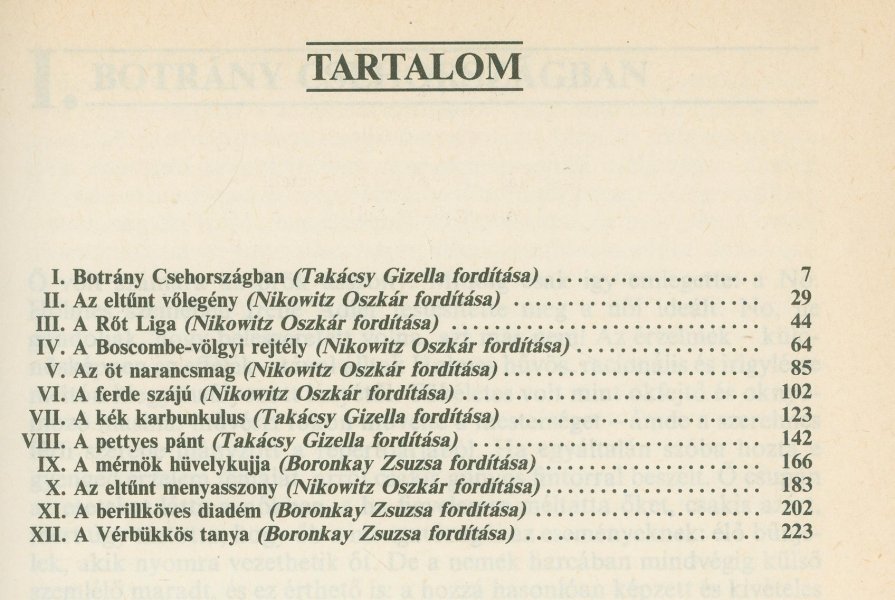 TARTALOM
I. Botrány Csehországban (Takácsy Gizella fordítása) . . . . . . . . . . . . . . . . . . . . 7
II. Az eltűnt vőlegény (Nikowitz Oszkár fordítása) . . . . . . . . . . . . . . . . . . . . . . 29
III. A Rőt Liga (Nikowitz Oszkár fordítása) . . . . . . . . . . . . . . . . . . . . . . . . . . . . 44
IV. A Boscombe-völgyi rejtély (Nikowitz Oszkár fordítása) . . . . . . . . . . . . . . . . . 64
V. Az öt narancsmag (Nikowitz Oszkár fordítása) . . . . . . . . . . . . . . . . . . . . . . . 85
VI. A ferde szájú (Nikowitz Oszkár fordítása) . . . . . . . . . . . . . . . . . . . . . . . . . . 102
VII. A kék karbunkulus (Takácsy Gizella fordítása) . . . . . . . . . . . . . . . . . . . . . . 123
VIII. A pettyes pánt (Takácsy Gizella fordítása) . . . . . . . . . . . . . . . . . . . . . . . . . 142
IX. A mérnök hüvelykujja (Boronkay Zsuzsa fordítása) . . . . . . . . . . . . . . . . . . . 166
X. Az eltűnt menyasszony (Nikowitz Oszkár fordítása) . . . . . . . . . . . . . . . . . . . 183
XI. A berillköves diadém (Boronkay Zsuzsa fordítása) . . . . . . . . . . . . . . . . . . . . 202
XII. A Vérbükkös tanya (Boronkay Zsuzsa fordítása) . . . . . . . . . . . . . . . . . . . . . 223